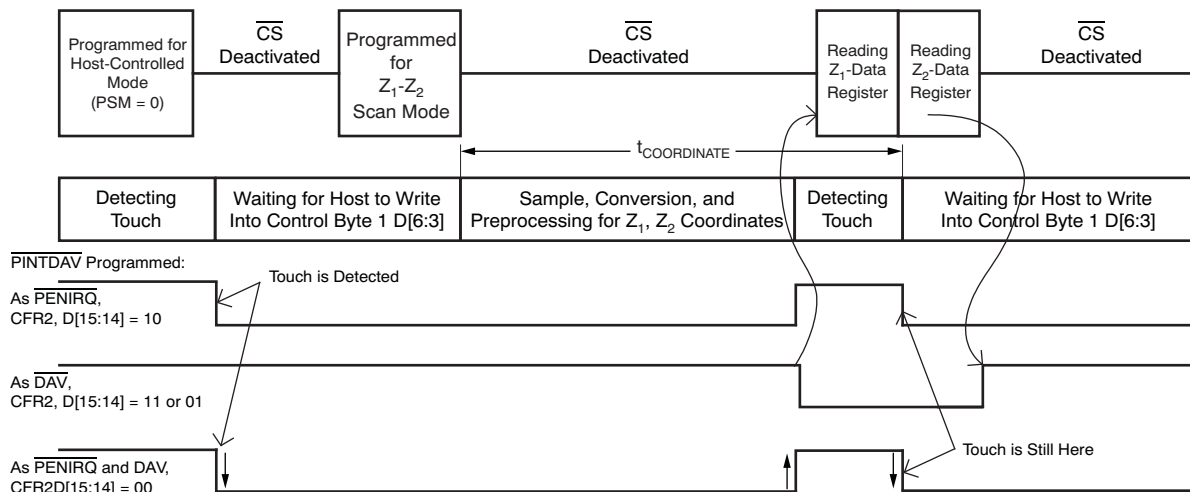 Programmed for
Host-Controlled
Mode
(PSM = 0)
CS
Deactivated
Programmed
for
Z1-Z2
Scan Mode
CS
Deactivated
Reading
Z1-Data
Register
Reading
Z2-Data
Register
CS
Deactivated
tCOORDINATE
Detecting
Touch
Waiting for Host to Write
Into Control Byte 1 D[6:3]
Sample, Conversion, and
Preprocessing for Z1, Z2 Coordinates
Detecting
Touch
Waiting for Host to Write
Into Control Byte 1 D[6:3]
PINTDAV Programmed:
Touch is Detected
As PENIRQ,
CFR2, D[15:14] = 10
As DAV,
CFR2, D[15:14] = 11 or 01
Touch is Still Here
As PENIRQ and DAV,
CFR2D[15:14] = 00